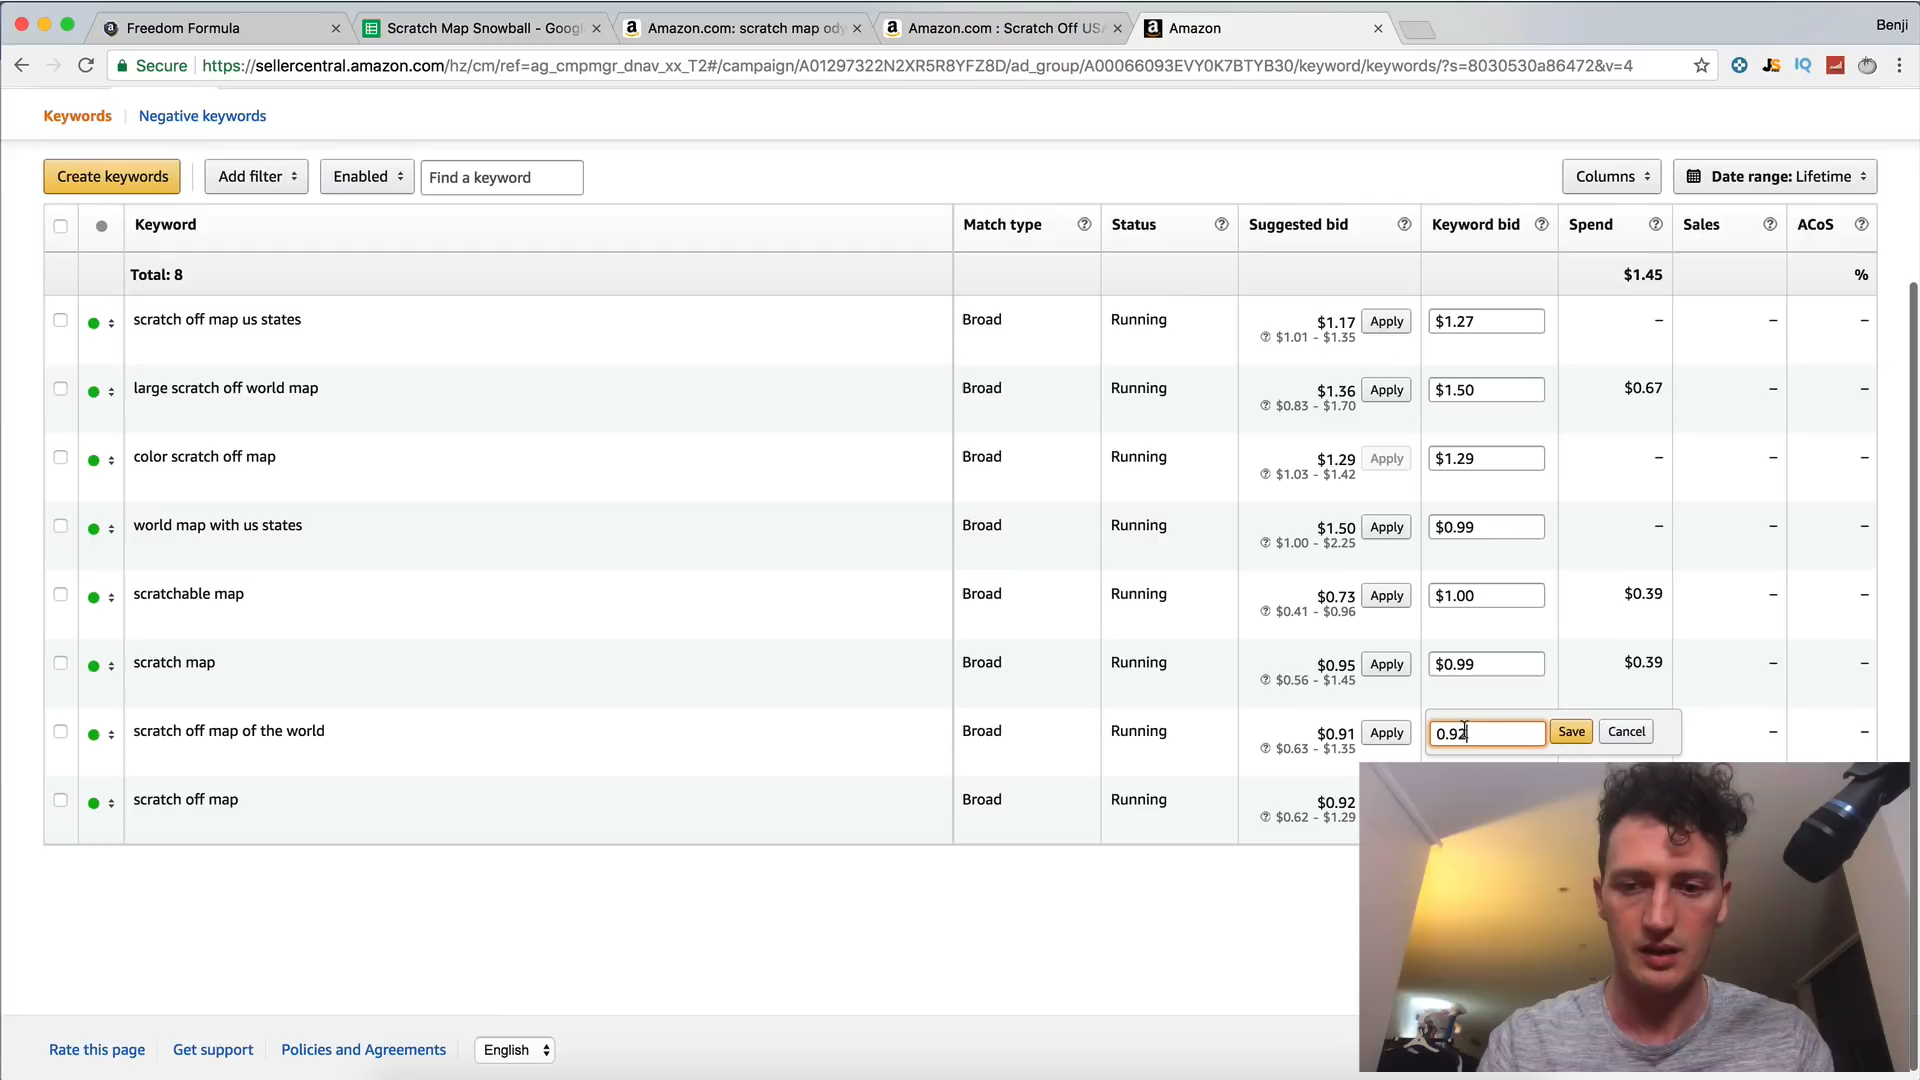 Freedom Formula
Scratch Map Snowball - Googl
Amazon.com: scratch map ody
Amazon.com : Scratch Off USA
Amazon
Benji
Secure
https://sellercentral.amazon.com/hz/cm/ref=ag_cmpmgr_dnav_xx_T2#/campaign/A01297322N2XR5R8YFZ8D/ad_group/A00066093EVY0K7BTYB30/keyword/keywords/?s=8030530a86472&v=4
Keywords
Negative keywords
Create keywords
Add filter
Enabled
Find a keyword
Columns
Date range: Lifetime
Keyword Match type Status Suggested bid Keyword bid Spend Sales ACoS
Total: 8 $1.45 %
scratch off map us states Broad Running $1.17 Apply $1.27 – – –
$1.01 - $1.35
large scratch off world map Broad Running $1.36 Apply $1.50 $0.67 – –
$0.83 - $1.70
color scratch off map Broad Running $1.29 Apply $1.29 – – –
$1.03 - $1.42
world map with us states Broad Running $1.50 Apply $0.99 – – –
$1.00 - $2.25
scratchable map Broad Running $0.73 Apply $1.00 $0.39 – –
$0.41 - $0.96
scratch map Broad Running $0.95 Apply $0.99 $0.39 – –
$0.56 - $1.45
scratch off map of the world Broad Running $0.91 Apply 0.92 Save Cancel – –
$0.63 - $1.35
scratch off map Broad Running $0.92
$0.62 - $1.29
Rate this page
Get support
Policies and Agreements
English